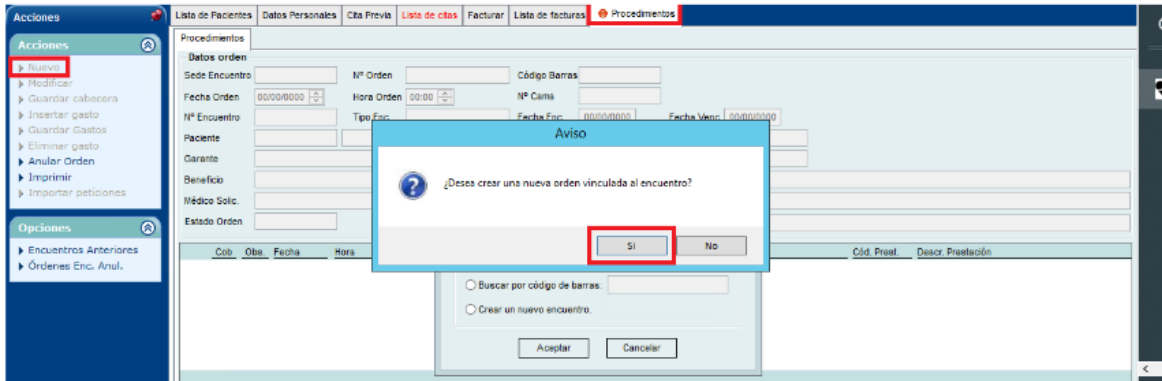 Acciones
Lista de Pacientes Datos Personales Cita Previa Lista de citas Facturar Lista de facturas Procedimientos
Acciones
Nuevo
Modificar
Guardar cabecera
Insertar gasto
Guardar Gastos
Eliminar gasto
Anular Orden
Imprimir
Importar peticiones
Opciones
Encuentros Anteriores
Órdenes Enc. Anul.
Procedimientos
Datos orden
Sede Encuentro Nº Orden Código Barras
Fecha Orden 00/00/0000 Hora Orden 00:00 Nº Cama
Nº Encuentro Tipo Enc. Fecha Enc. 00/00/0000 Fecha Venc. 00/00/0000
Paciente
Garante
Beneficio
Médico Solic.
Estado Orden
Aviso
¿Desea crear una nueva orden vinculada al encuentro?
Sí No
Cob Obs. Fecha Hora Cód. Prest. Descr. Prestación
Buscar por código de barras:
Crear un nuevo encuentro.
Aceptar Cancelar